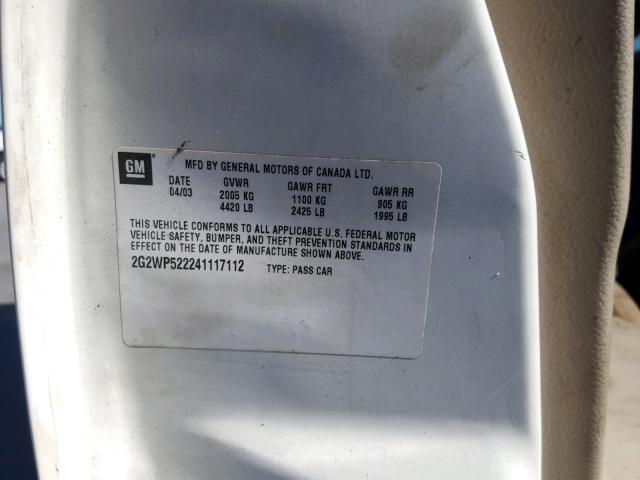 GM
MFD BY GENERAL MOTORS OF CANADA LTD.
DATE GVWR GAWR FRT GAWR RR
04/03 2005 KG 1100 KG 905 KG
4420 LB 2425 LB 1995 LB
THIS VEHICLE CONFORMS TO ALL APPLICABLE U.S. FEDERAL MOTOR
VEHICLE SAFETY, BUMPER, AND THEFT PREVENTION STANDARDS IN
EFFECT ON THE DATE OF MANUFACTURE SHOWN ABOVE.
2G2WP522241117112 TYPE: PASS CAR